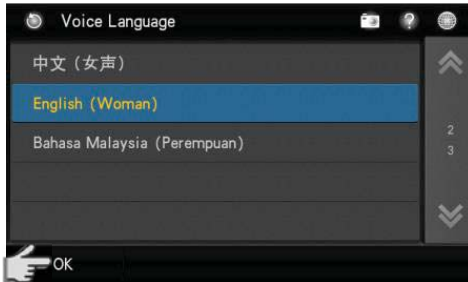 Voice Language
?
中文 (女声)
English (Woman)
Bahasa Malaysia (Perempuan)
2
3
OK